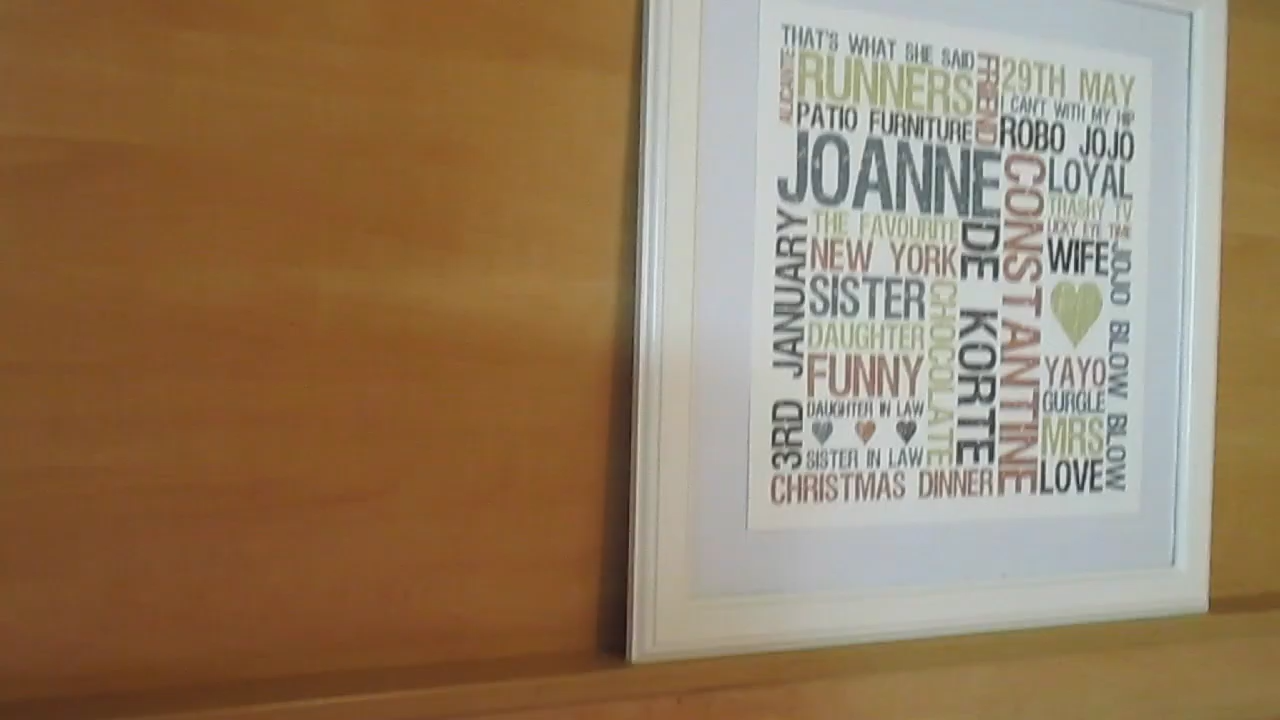 THAT'S WHAT SHE SAID
ALICANTE
RUNNERS
FRIEND
29TH MAY
I CAN'T WITH MY HIP
PATIO FURNITURE
ROBO JOJO
JOANNE
CONSTANTINE
LOYAL
TRASHY TV
EYE TIME
3RD JANUARY
THE FAVOURITE
DE KORTE
NEW YORK
WIFE
JOJO BLOW BLOW
SISTER
CHOCOLATE
DAUGHTER
FUNNY
YAYO
DAUGHTER IN LAW
GURGLE
MRS
SISTER IN LAW
LOVE
CHRISTMAS DINNER